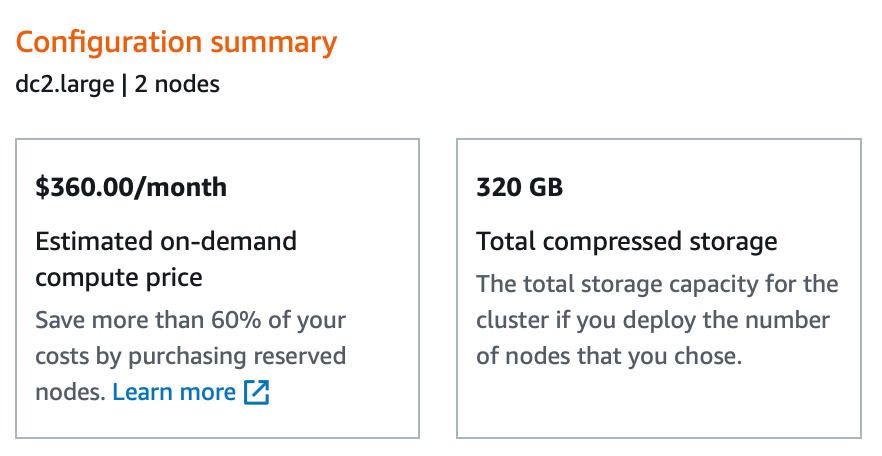 Configuration summary
dc2.large | 2 nodes
$360.00/month
Estimated on-demand
compute price
Save more than 60% of your
costs by purchasing reserved
nodes. Learn more
320 GB
Total compressed storage
The total storage capacity for the
cluster if you deploy the number
of nodes that you chose.